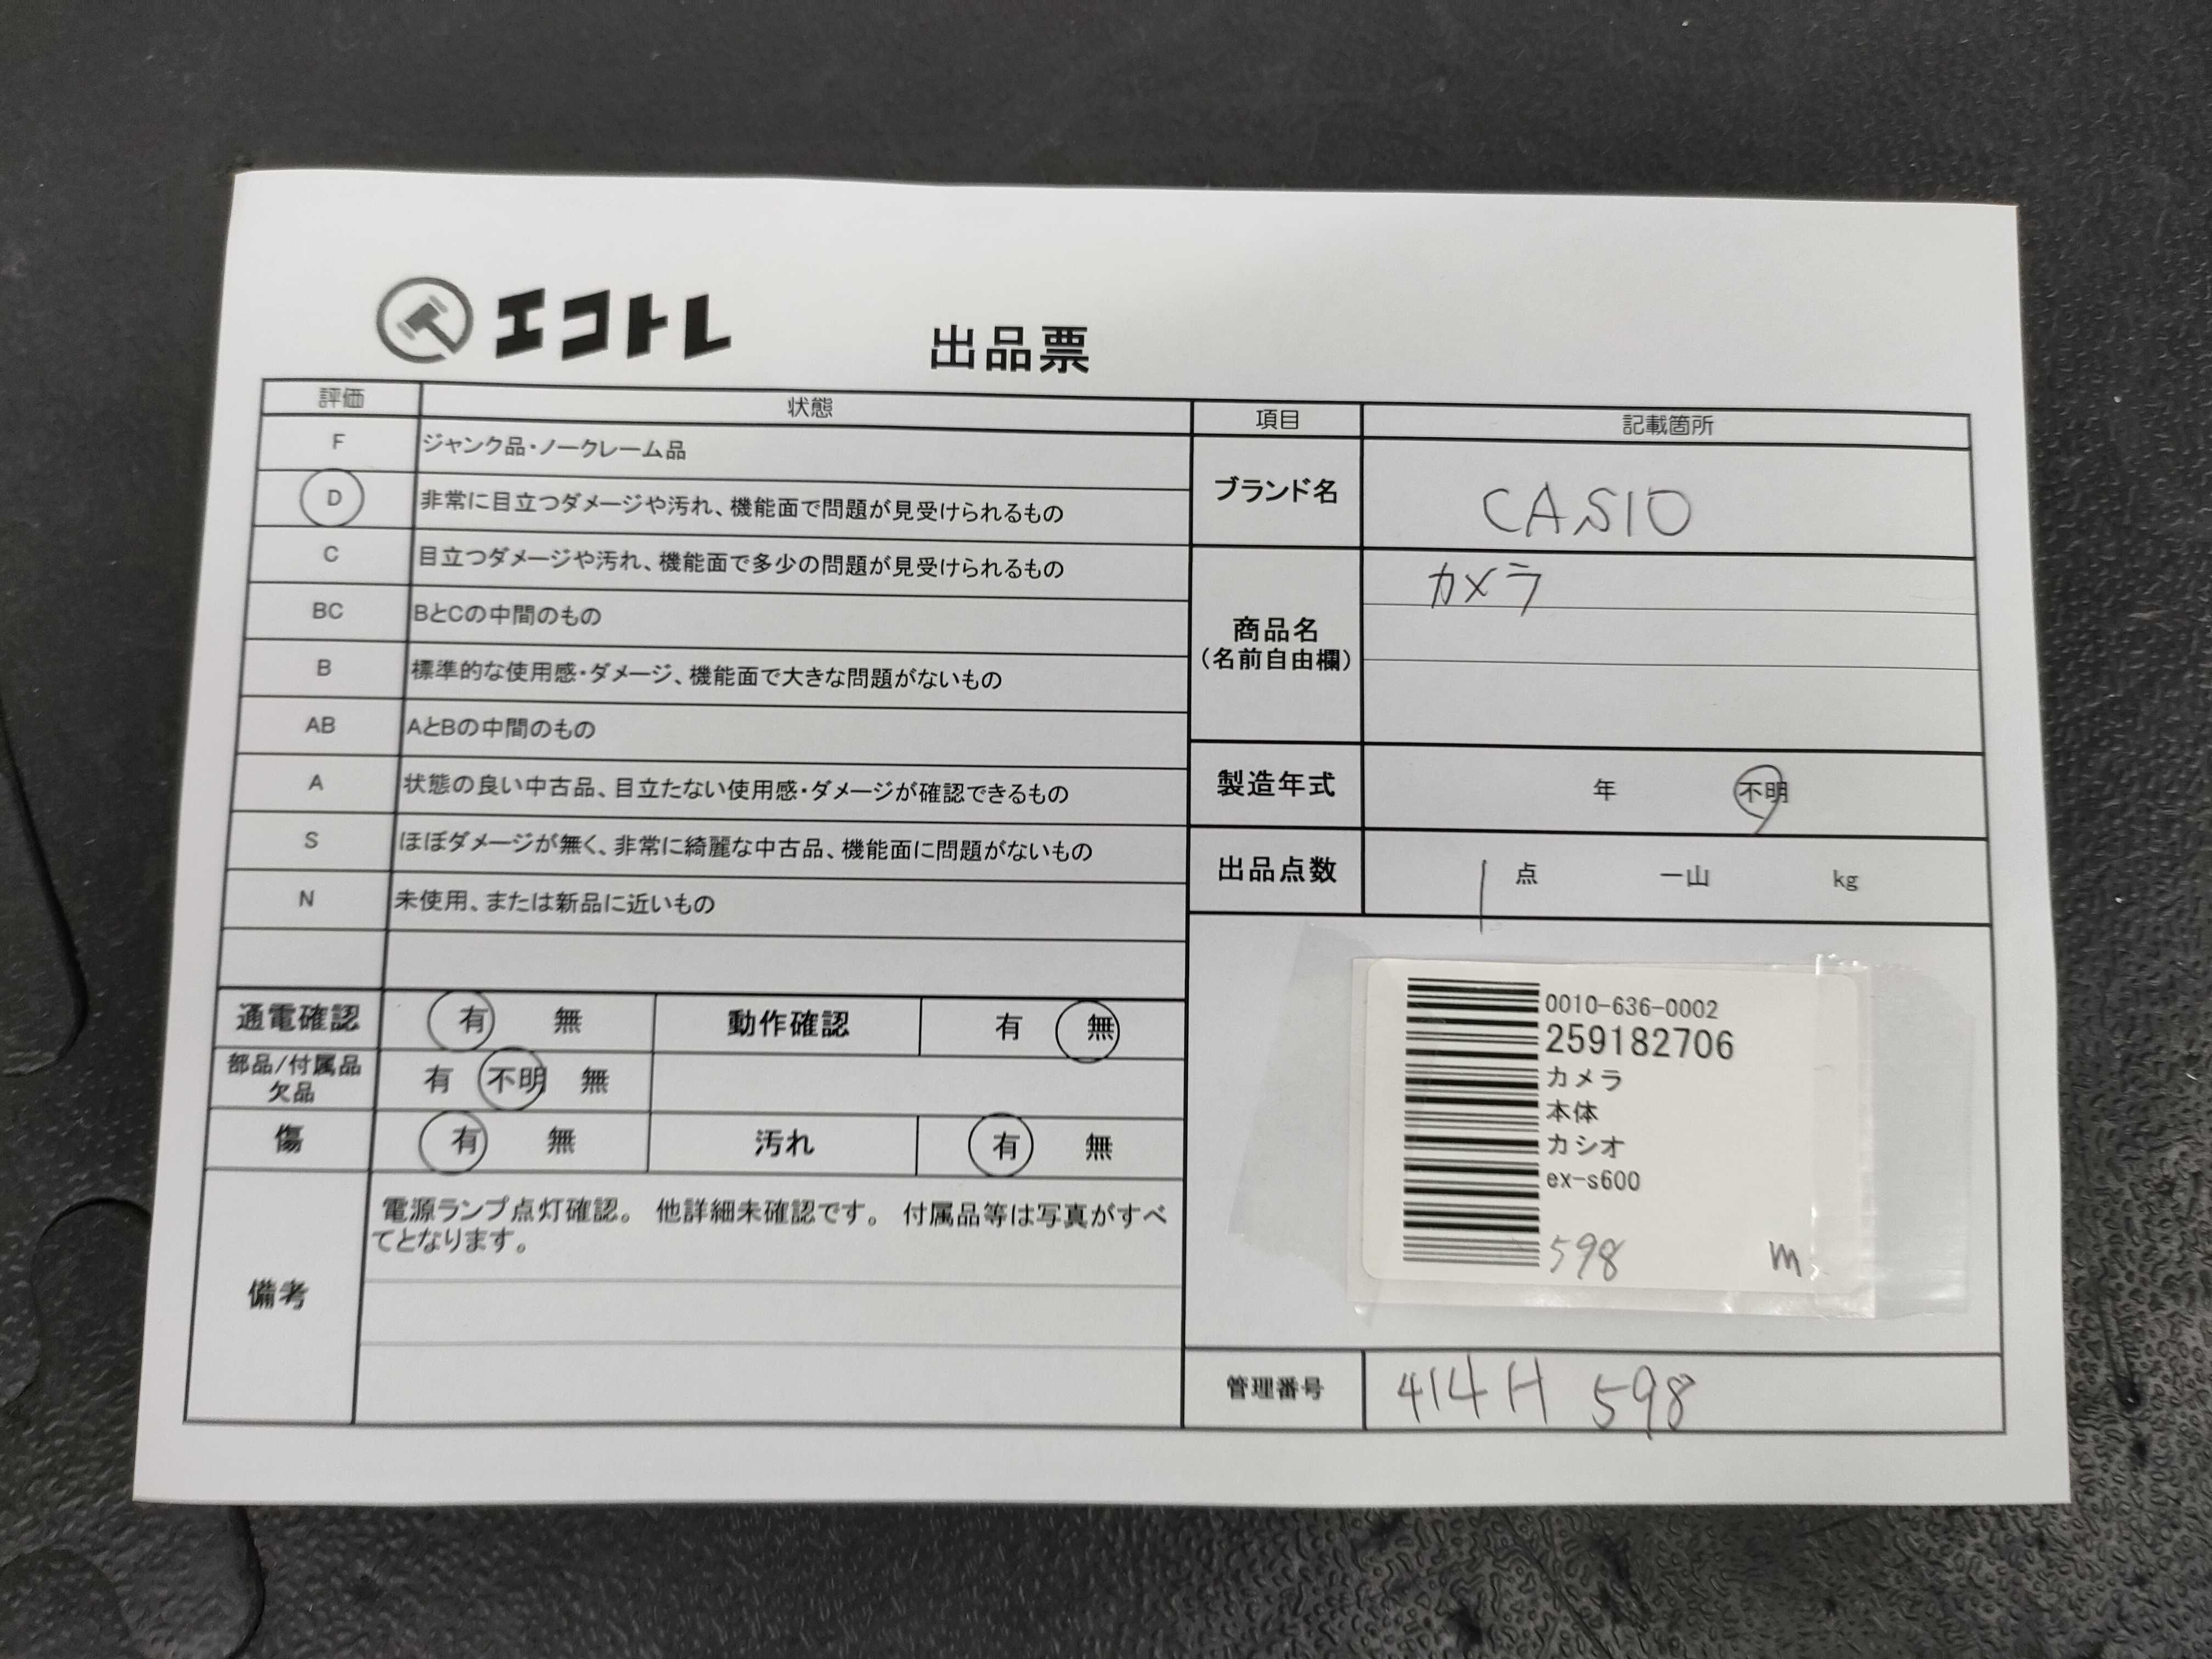 エコトレ
出品票
評価 状態
F ジャンク品・ノークレーム品
D 非常に目立つダメージや汚れ、機能面で問題が見受けられるもの
C 目立つダメージや汚れ、機能面で多少の問題が見受けられるもの
BC BとCの中間のもの
B 標準的な使用感・ダメージ、機能面で大きな問題がないもの
AB AとBの中間のもの
A 状態の良い中古品、目立たない使用感・ダメージが確認できるもの
S ほぼダメージが無く、非常に綺麗な中古品、機能面に問題がないもの
N 未使用、または新品に近いもの
通電確認 有 無 動作確認 有 無
部品/付属品
欠品
有 不明 無
傷 有 無 汚れ 有 無
備考
電源ランプ点灯確認。 他詳細未確認です。 付属品等は写真がすべ
てとなります。
項目 記載箇所
ブランド名 CASIO
商品名
(名前自由欄)
カメラ
製造年式 年 不明
出品点数 1 点 一山 kg
0010-636-0002
259182706
カメラ
本体
カシオ
ex-s600
598 m
管理番号 414H 598